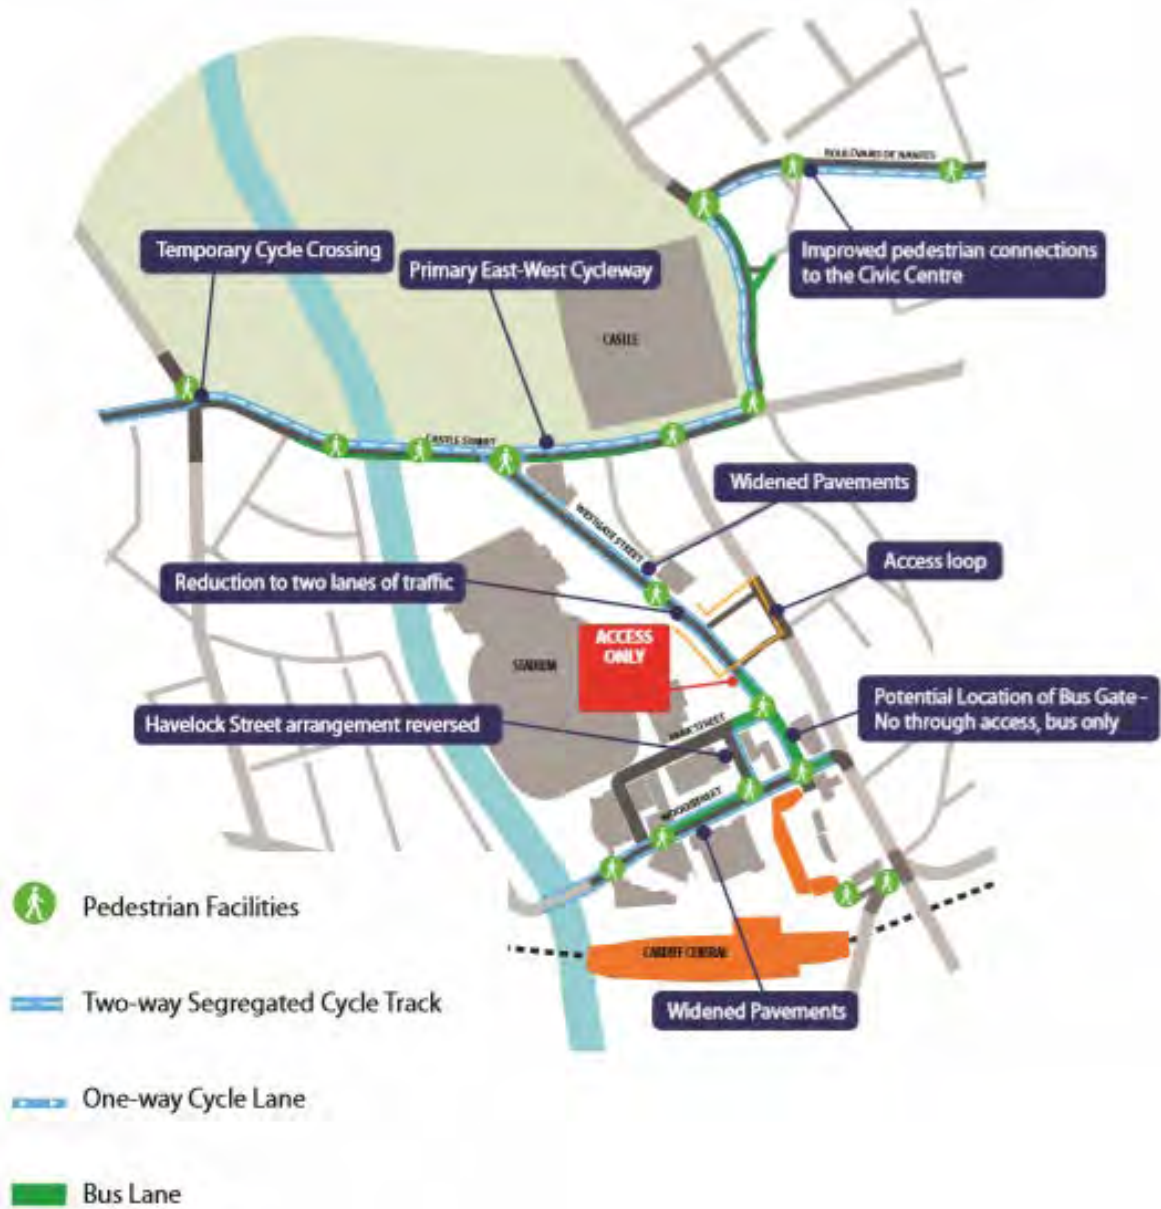 BOULEVARD DE NANTES
Temporary Cycle Crossing
Primary East-West Cycleway
Improved pedestrian connections
to the Civic Centre
CASTLE
CASTLE STREET
Widened Pavements
WESTGATE STREET
Access loop
Reduction to two lanes of traffic
ACCESS
ONLY
STADIUM
Potential Location of Bus Gate -
No through access, bus only
Havelock Street arrangement reversed
PARK STREET
WOOD STREET
Pedestrian Facilities
CARDIFF CENTRAL
Two-way Segregated Cycle Track
Widened Pavements
One-way Cycle Lane
Bus Lane